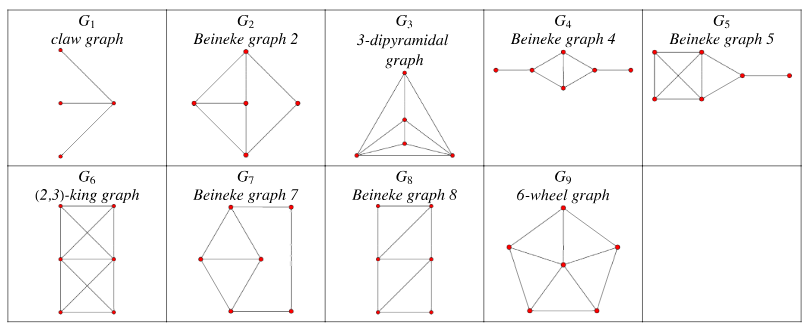 G1
claw graph
G2
Beineke graph 2
G3
3-dipyramidal
graph
G4
Beineke graph 4
G5
Beineke graph 5
G6
(2,3)-king graph
G7
Beineke graph 7
G8
Beineke graph 8
G9
6-wheel graph